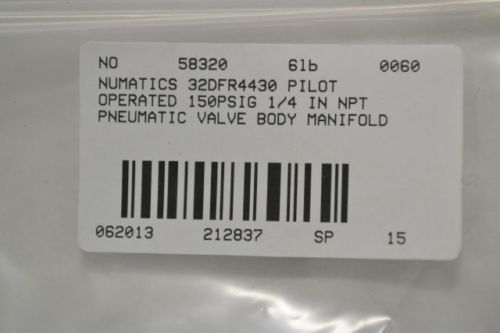 NO 58320 6lb 0060
NUMATICS 32DFR4430 PILOT
OPERATED 150PSIG 1/4 IN NPT
PNEUMATIC VALVE BODY MANIFOLD
062013 212837 SP 15